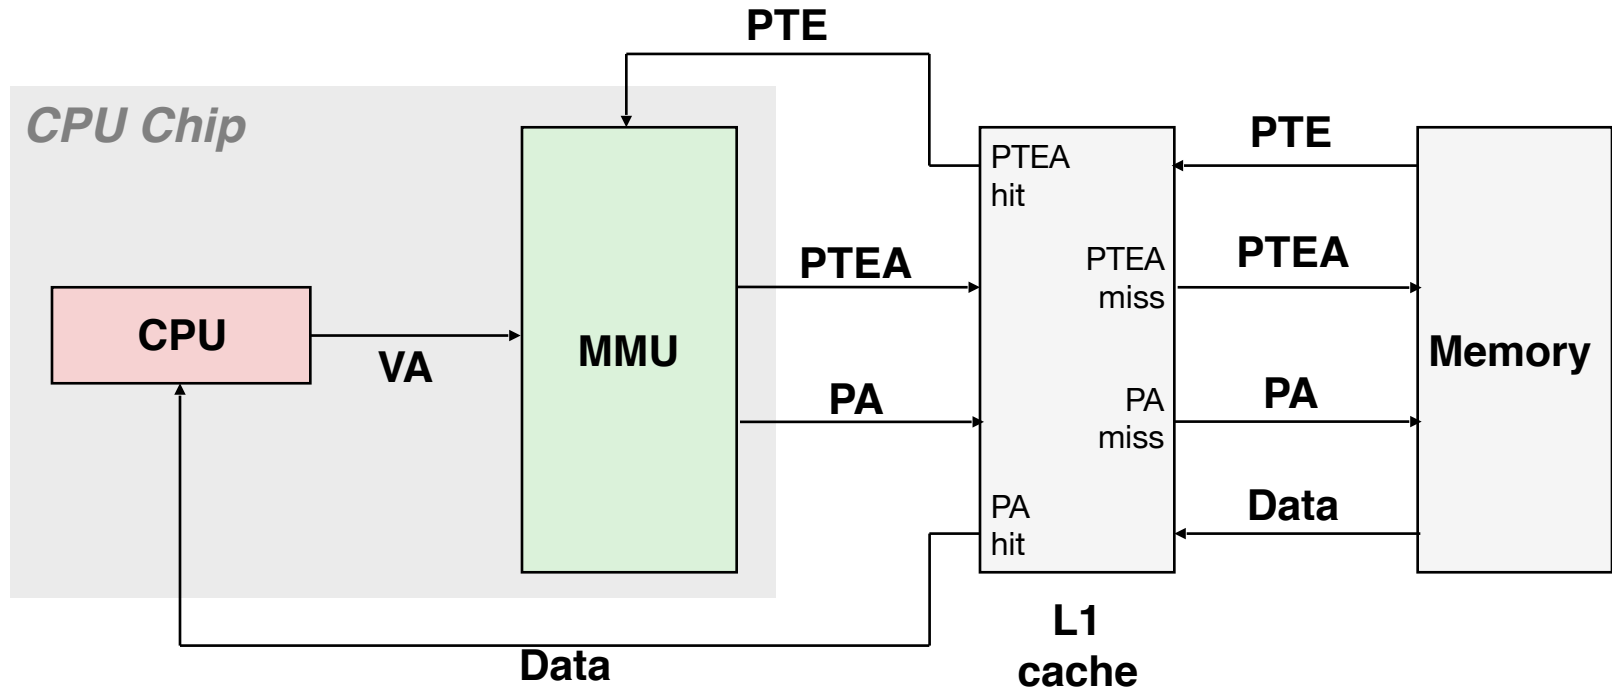 PTE
CPU Chip
PTEA
hit
PTE
PTEA
PTEA
miss
PTEA
CPU
VA
MMU
Memory
PA
PA
miss
PA
PA
hit
Data
Data
L1
cache